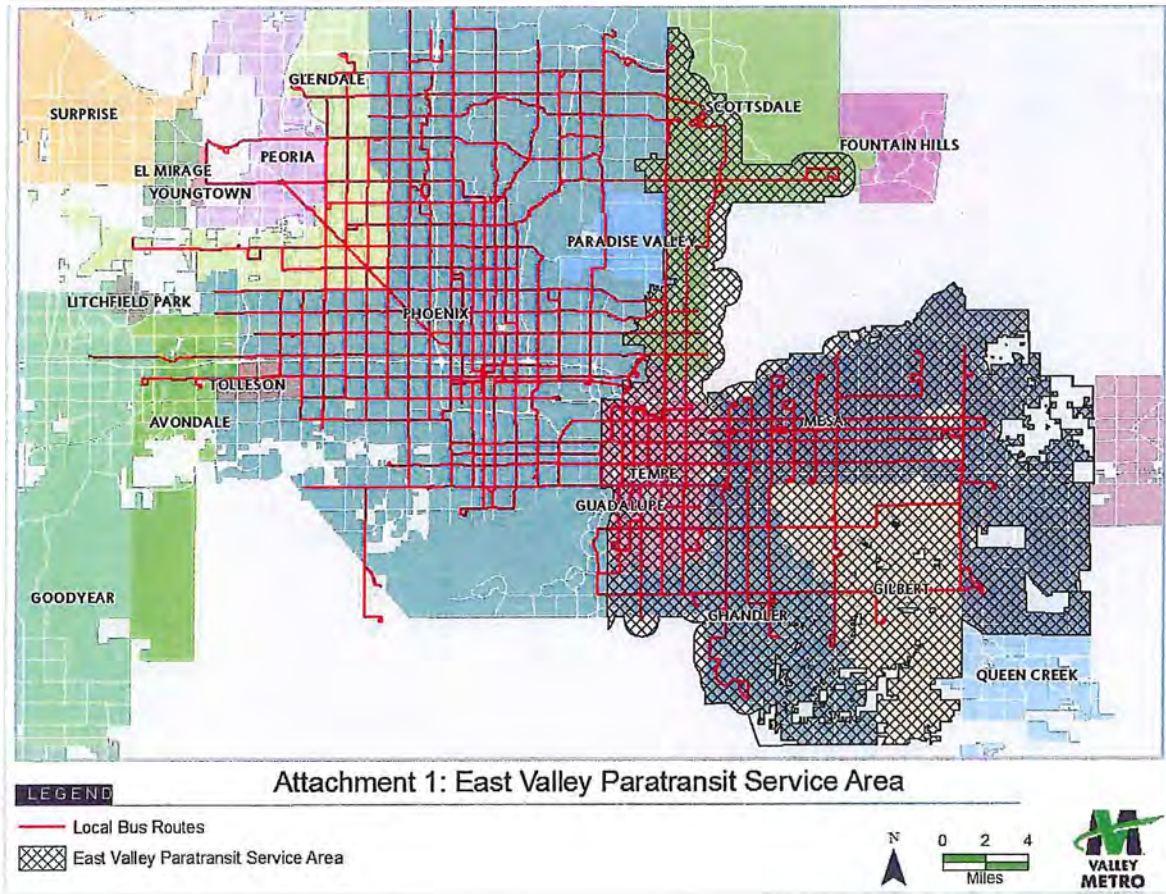 GLENDALE
SURPRISE
SCOTTSDALE
FOUNTAIN HILLS
PEORIA
EL MIRAGE
YOUNGTOWN
PARADISE VALLEY
LITCHFIELD PARK
PHOENIX
TOLLESON
AVONDALE
MESA
TEMPE
GUADALUPE
GOODYEAR
CHANDLER
GILBERT
QUEEN CREEK
Attachment 1: East Valley Paratransit Service Area
LEGEND
Local Bus Routes
East Valley Paratransit Service Area
N
0 2 4
Miles
VALLEY
METRO